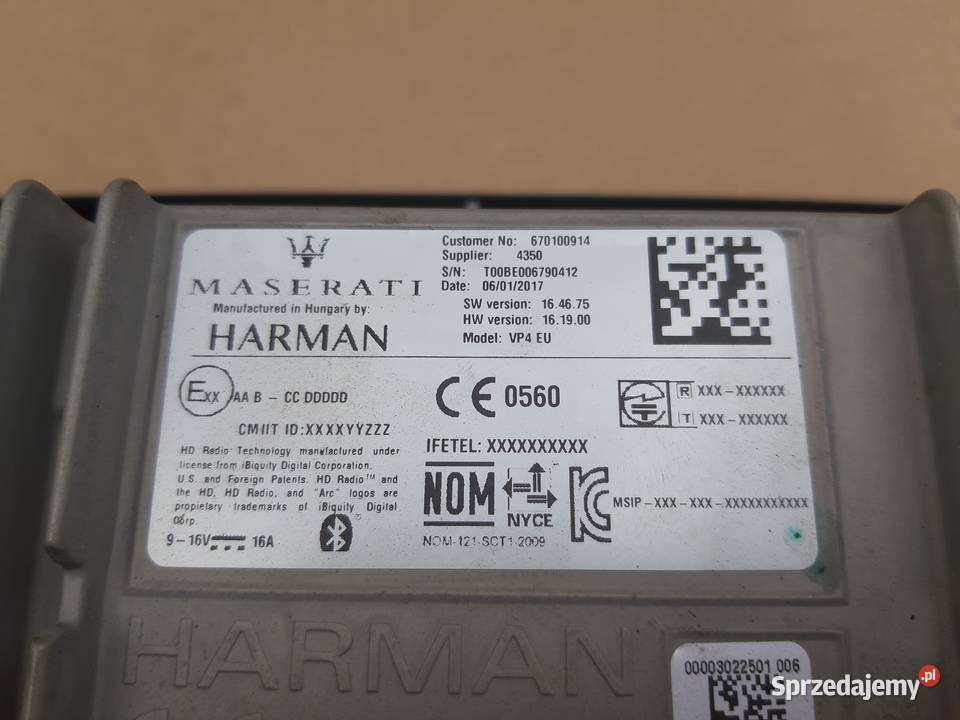 MASERATI
Manufactured in Hungary by:
HARMAN
Customer No: 670100914
Supplier: 4350
S/N: T00BE006790412
Date: 06/01/2017
SW version: 16.46.75
HW version: 16.19.00
Model: VP4 EU
Exx AA B - CC DDDDD
CMIIT ID:XXXXYYZZZ
HD Radio Technology manufactured under
license from iBiquity Digital Corporation.
U.S. and Foreign Patents. HD Radio™ and
the HD, HD Radio, and "Arc" logos are
propietary trademarks of iBiquity Digital
Corp.
9-16V 16A
CE 0560
IFETEL: XXXXXXXXXX
NOM
NYCE
NOM-121-SCT1-2009
R XXX-XXXXXX
T XXX-XXXXXX
MSIP-XXX-XXX-XXXXXXXXXXX
HARMAN
00003022501 006
Sprzedajemy.pl